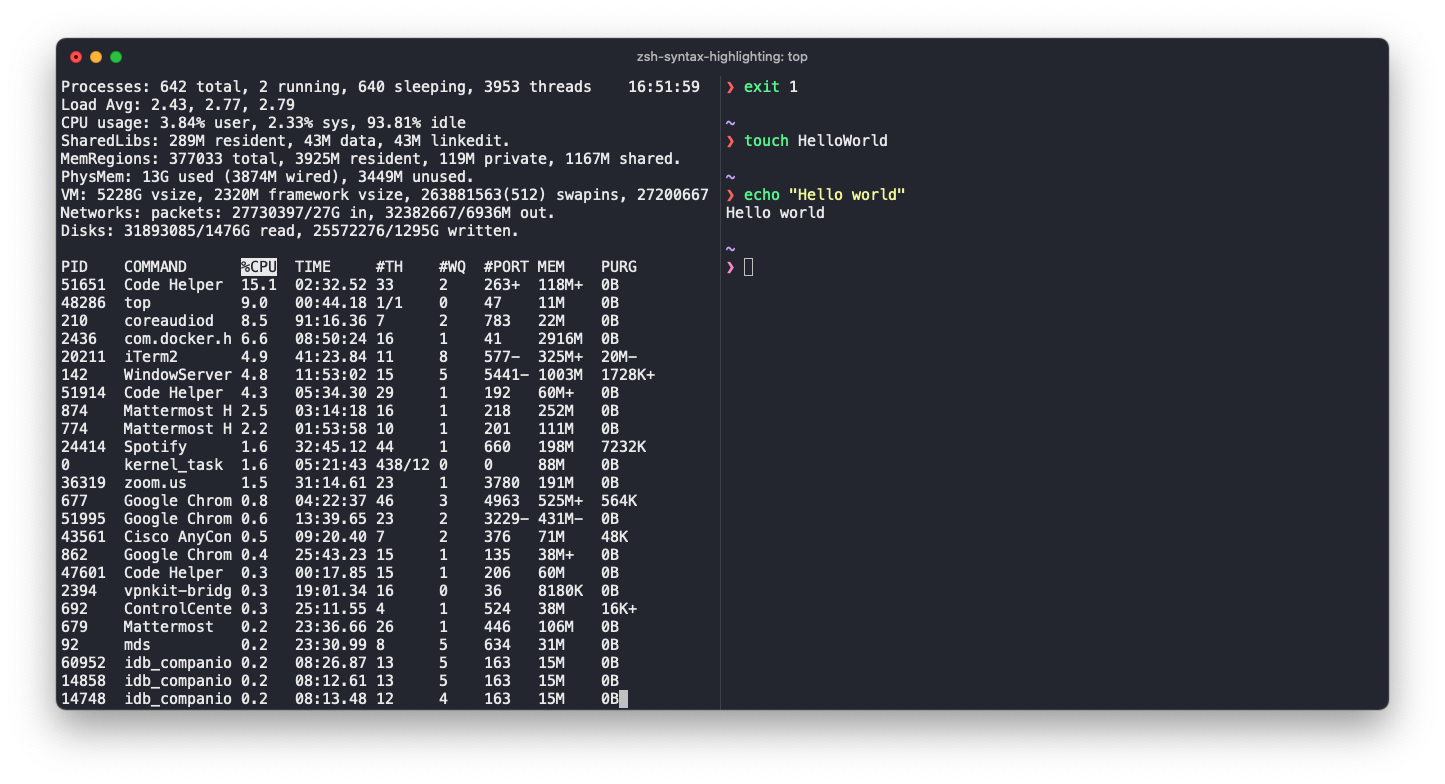 zsh-syntax-highlighting: top
Processes: 642 total, 2 running, 640 sleeping, 3953 threads    16:51:59
Load Avg: 2.43, 2.77, 2.79
CPU usage: 3.84% user, 2.33% sys, 93.81% idle
SharedLibs: 289M resident, 43M data, 43M linkedit.
MemRegions: 377033 total, 3925M resident, 119M private, 1167M shared.
PhysMem: 13G used (3874M wired), 3449M unused.
VM: 5228G vsize, 2320M framework vsize, 263881563(512) swapins, 27200667
Networks: packets: 27730397/27G in, 32382667/6936M out.
Disks: 31893085/1476G read, 25572276/1295G written.
PID    COMMAND      %CPU  TIME     #TH   #WQ  #PORT MEM    PURG
51651  Code Helper  15.1  02:32.52 33     2    263+  118M+  0B
48286  top          9.0   00:44.18 1/1    0    47    11M    0B
210    coreaudiod   8.5   91:16.36 7      2    783   22M    0B
2436   com.docker.h 6.6   08:50:24 16     1    41    2916M  0B
20211  iTerm2       4.9   41:23.84 11     8    577-  325M+  20M-
142    WindowServer 4.8   11:53:02 15     5    5441- 1003M  1728K+
51914  Code Helper  4.3   05:34.30 29     1    192   60M+   0B
874    Mattermost H 2.5   03:14:18 16     1    218   252M   0B
774    Mattermost H 2.2   01:53:58 10     1    201   111M   0B
24414  Spotify      1.6   32:45.12 44     1    660   198M   7232K
0      kernel_task  1.6   05:21:43 438/12 0    0     88M    0B
36319  zoom.us      1.5   31:14.61 23     1    3780  191M   0B
677    Google Chrom 0.8   04:22:37 46     3    4963  525M+  564K
51995  Google Chrom 0.6   13:39.65 23     2    3229- 431M-  0B
43561  Cisco AnyCon 0.5   09:20.40 7      2    376   71M    48K
862    Google Chrom 0.4   25:43.23 15     1    135   38M+   0B
47601  Code Helper  0.3   00:17.85 15     1    206   60M    0B
2394   vpnkit-bridg 0.3   19:01.34 16     0    36    8180K  0B
692    ControlCente 0.3   25:11.55 4      1    524   38M    16K+
679    Mattermost   0.2   23:36.66 26     1    446   106M   0B
92     mds          0.2   23:30.99 8      5    634   31M    0B
60952  idb_companio 0.2   08:26.87 13     5    163   15M    0B
14858  idb_companio 0.2   08:12.61 13     5    163   15M    0B
14748  idb_companio 0.2   08:13.48 12     4    163   15M    0B
❯ exit 1
~
❯ touch HelloWorld
~
❯ echo "Hello world"
Hello world
~
❯